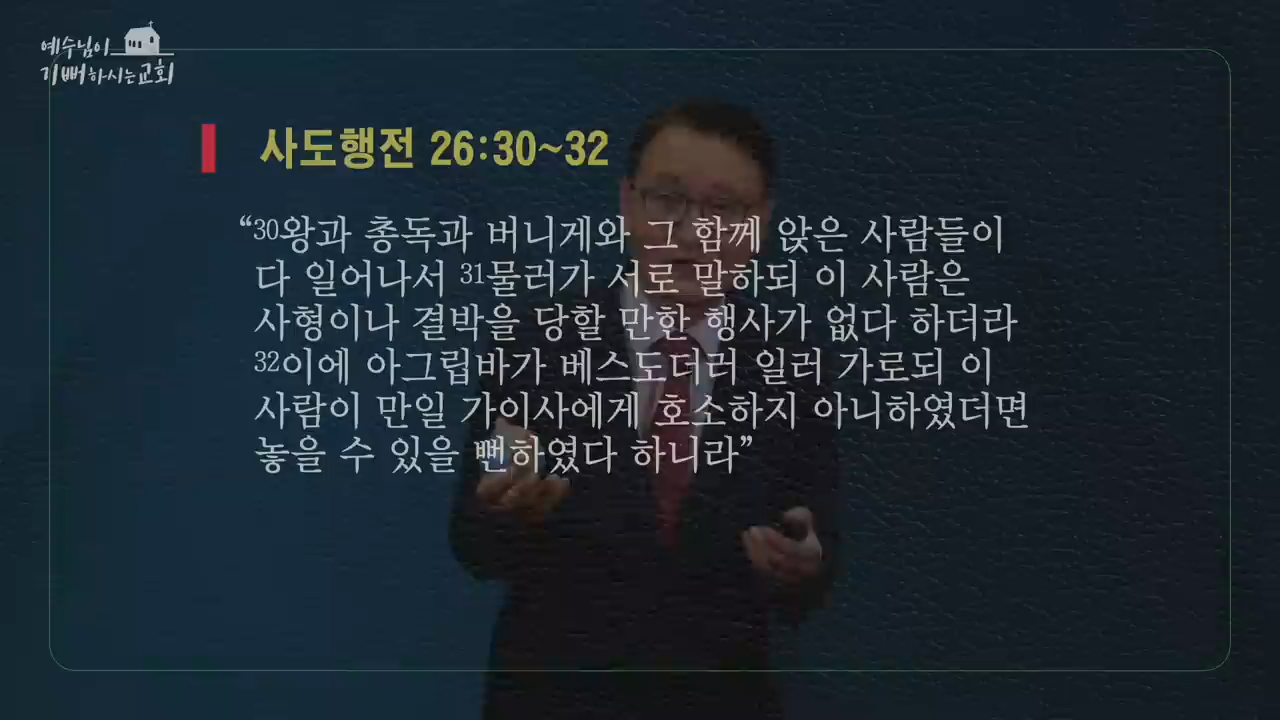 예수님이
기뻐하시는교회
사도행전 26:30~32
“30왕과 총독과 버니게와 그 함께 앉은 사람들이
다 일어나서 31물러가 서로 말하되 이 사람은
사형이나 결박을 당할 만한 행사가 없다 하더라
32이에 아그립바가 베스도더러 일러 가로되 이
사람이 만일 가이사에게 호소하지 아니하였더면
놓을 수 있을 뻔하였다 하니라”